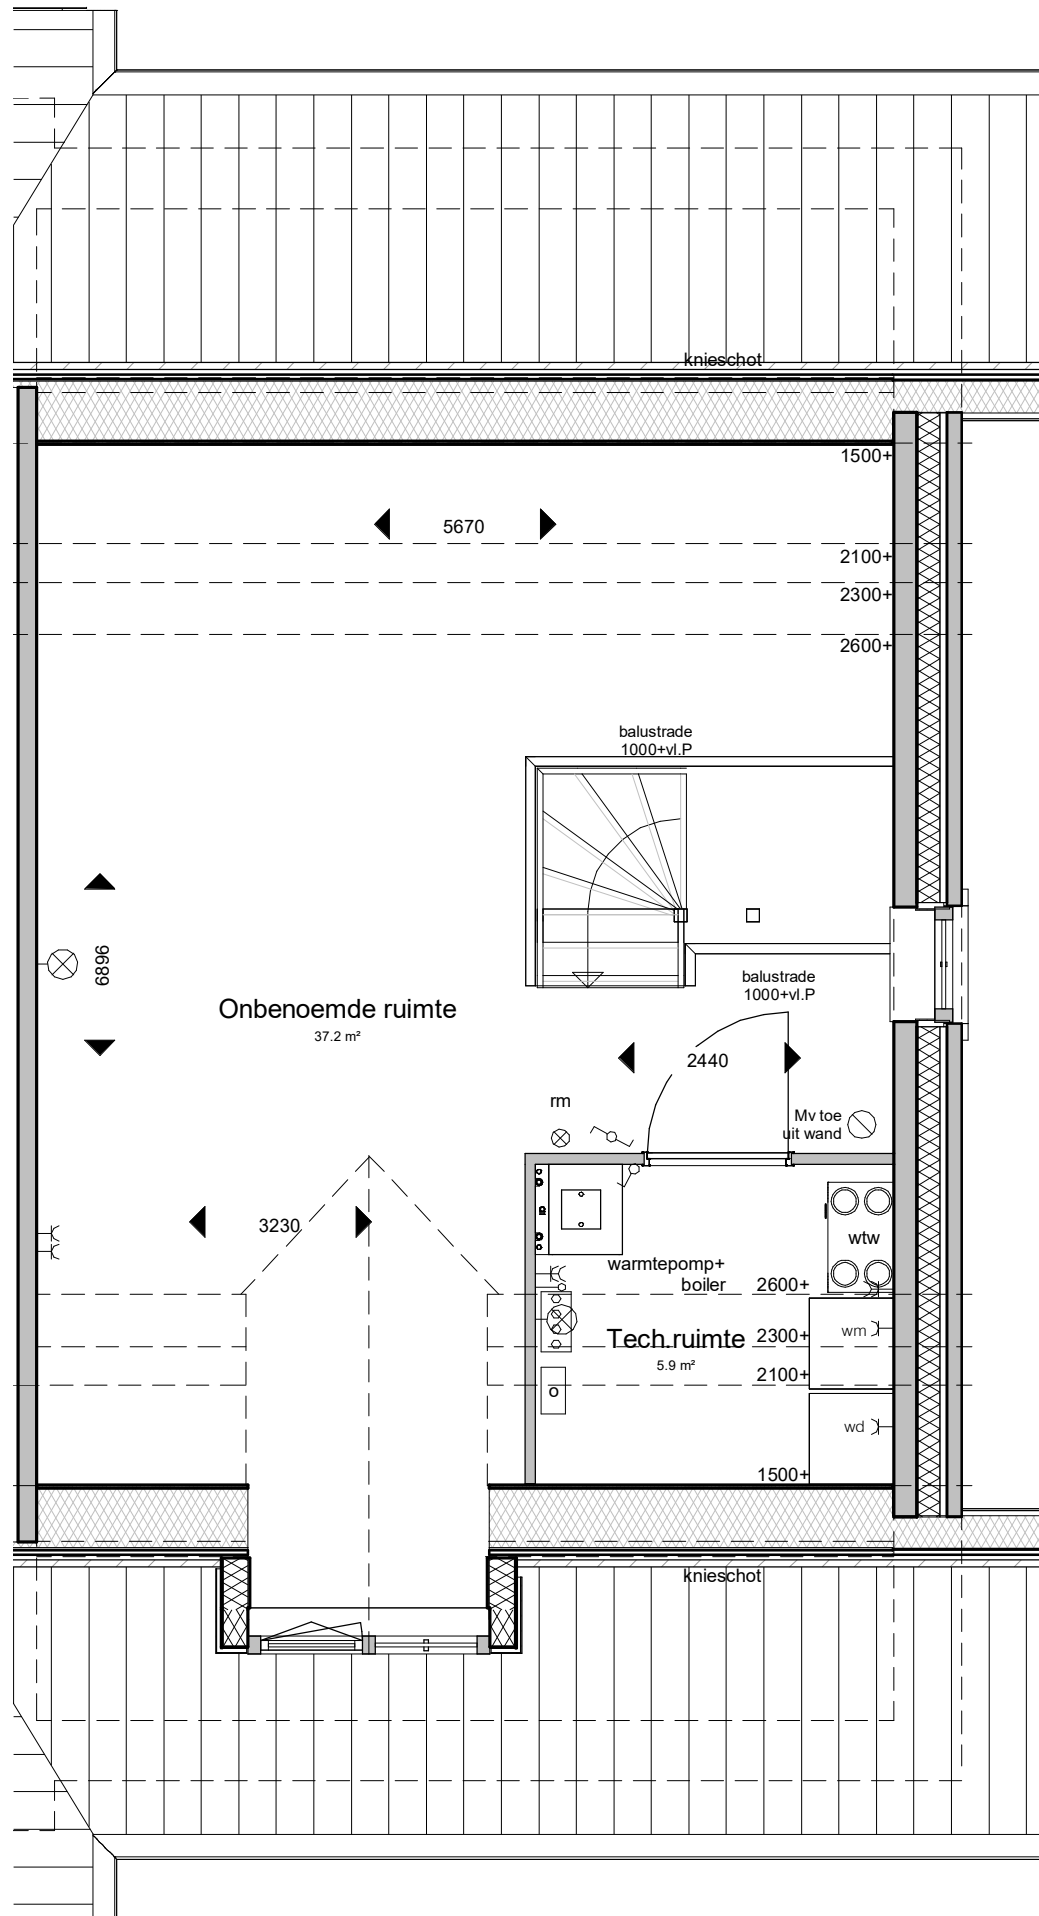 knieschot
1500+
5670
2100+
2300+
2600+
balustrade
1000+vl.P
6896
balustrade
1000+vl.P
Onbenoemde ruimte
37.2 m²
2440
rm
Mv toe
uit wand
3230
wtw
warmtepomp+
boiler
2600+
wm
Tech.ruimte
5.9 m²
2300+
2100+
wd
1500+
knieschot